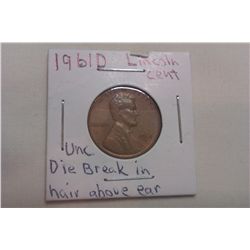 1961D Lincoln
cent
Unc
Die Break in
hair above ear